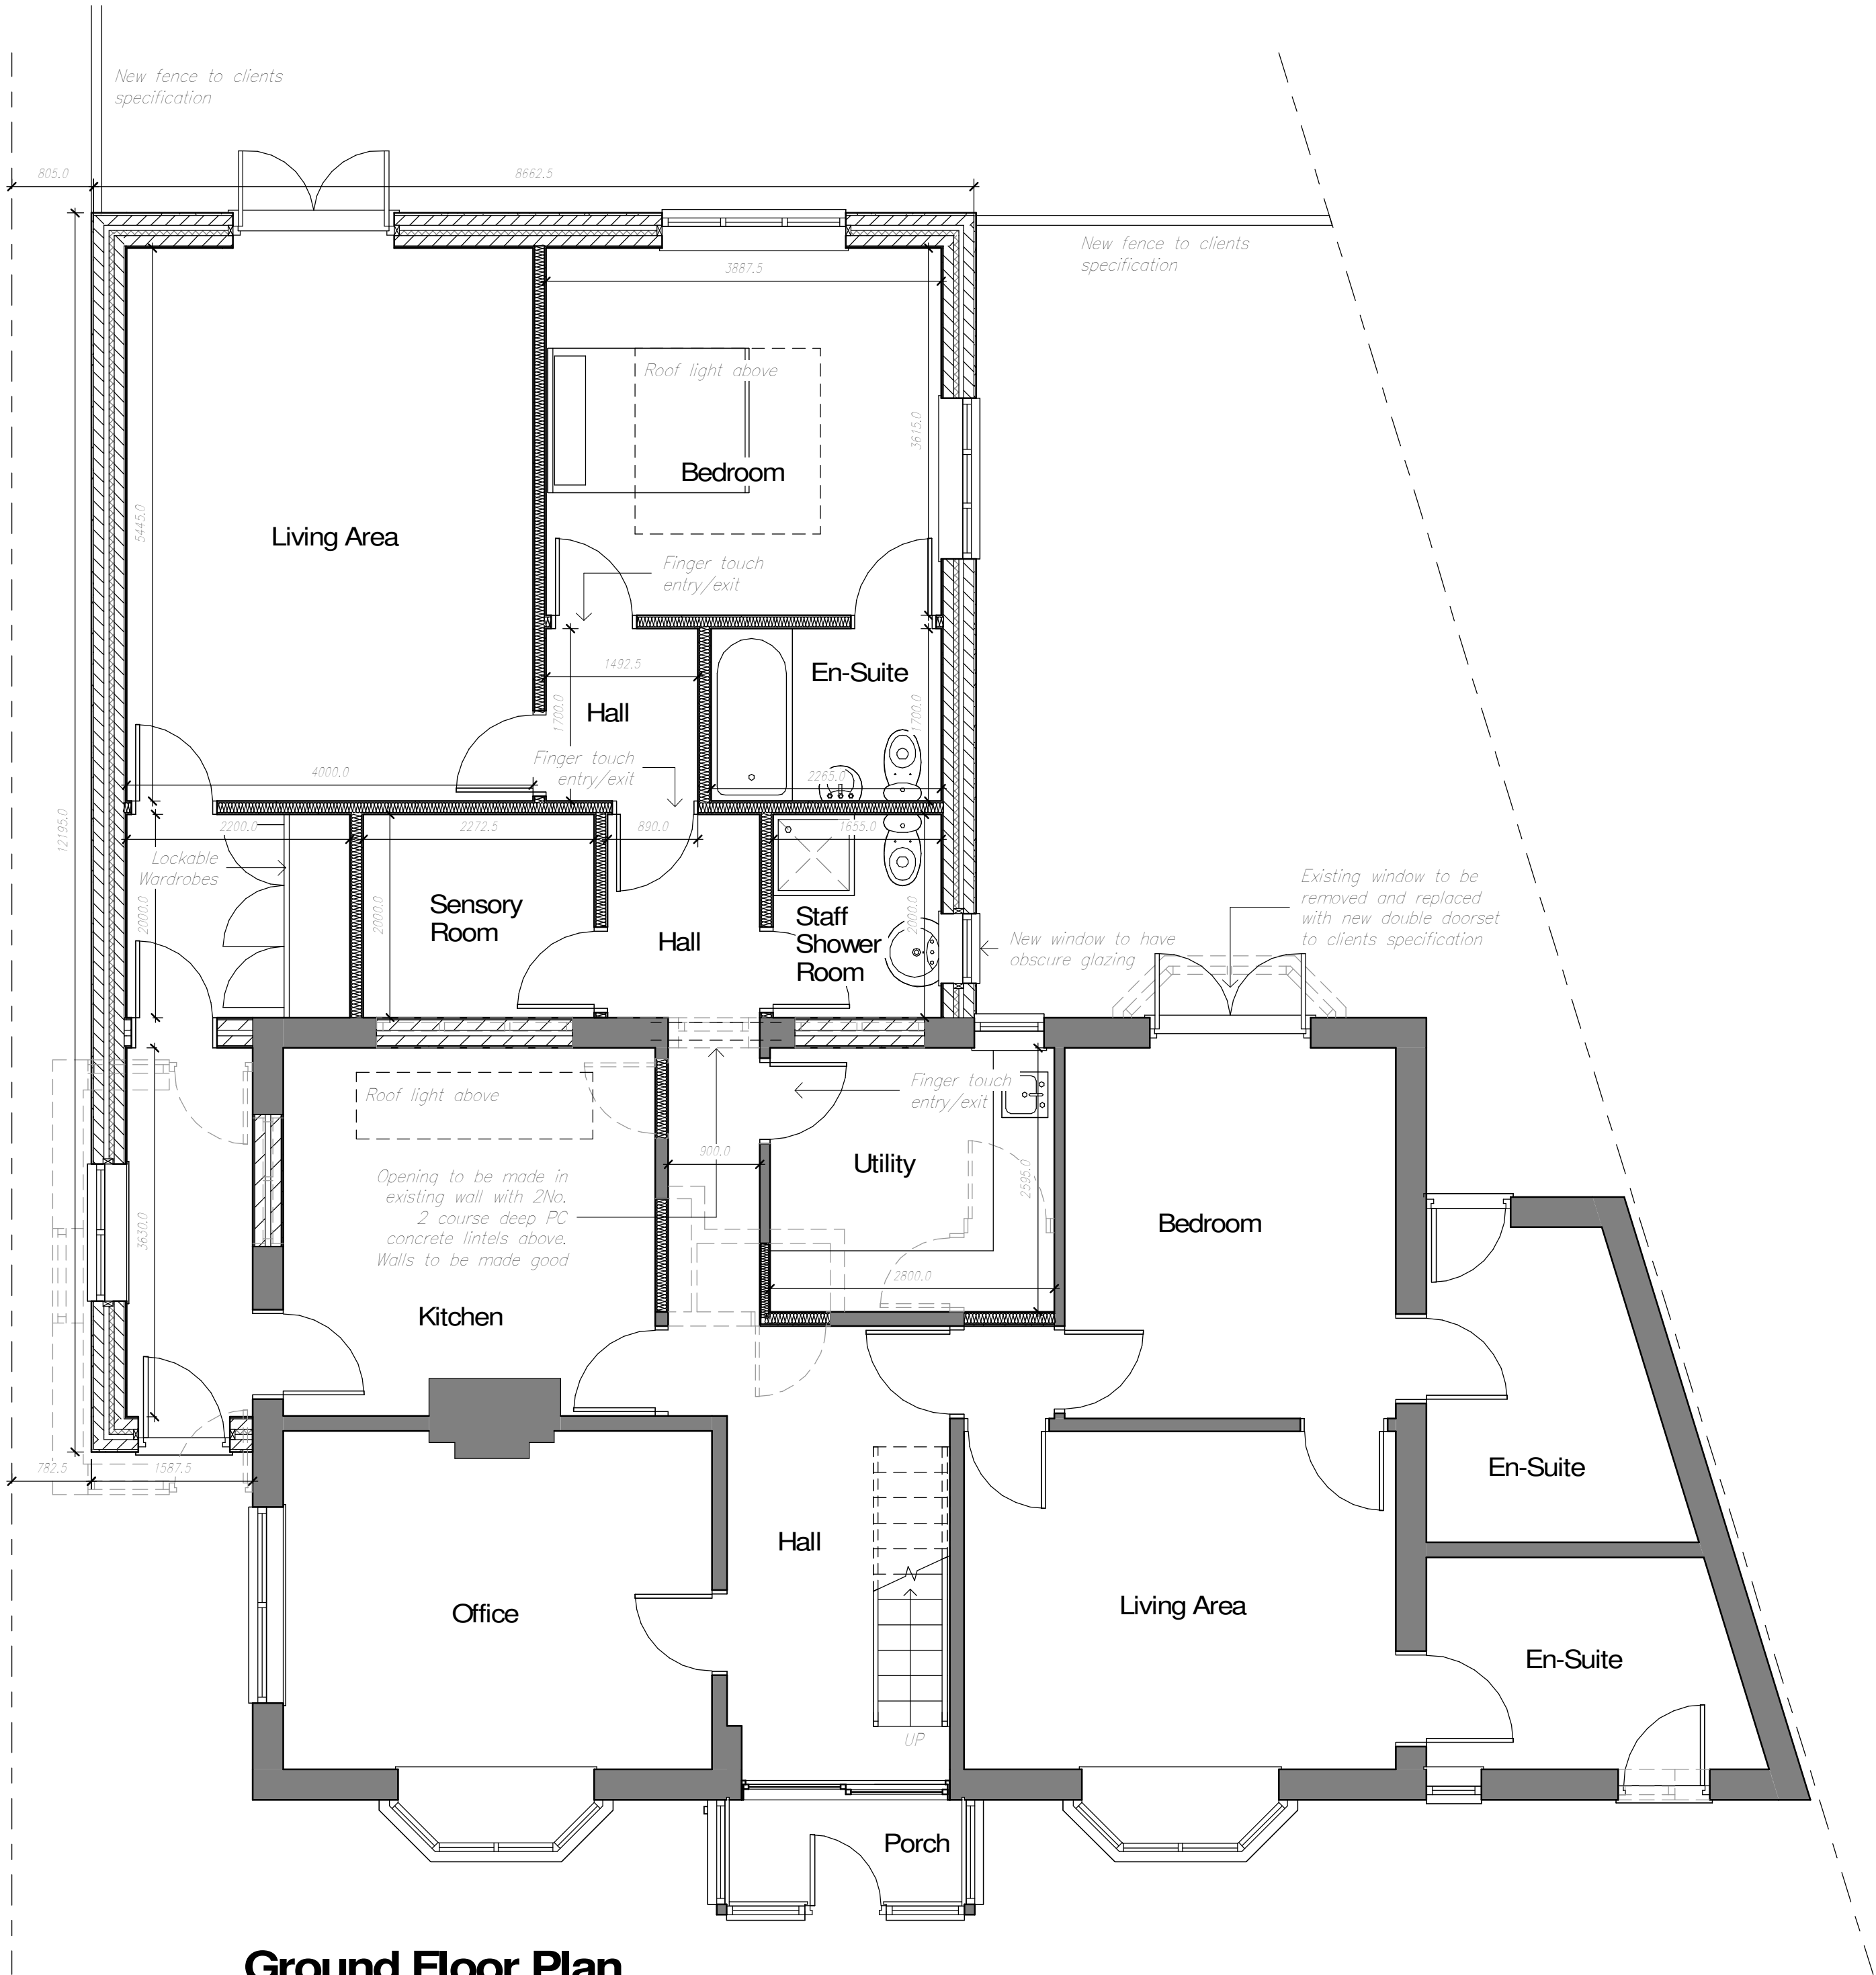 New fence to clients
specification
805.0
8662.5
New fence to clients
specification
3887.5
Roof light above
3615.0
Bedroom
5445.0
Living Area
Finger touch
entry/exit
1492.5
En-Suite
1700.0
Hall
1700.0
Finger touch
entry/exit
4000.0
2265.0
12195.0
2200.0
2272.5
890.0
1655.0
Lockable
Wardrobes
2000.0
2000.0
Sensory
Room
Hall
Staff
Shower
Room
2000.0
New window to have
obscure glazing
Existing window to be
removed and replaced
with new double doorset
to clients specification
Roof light above
Finger touch
entry/exit
900.0
Utility
2595.0
Opening to be made in
existing wall with 2No.
2 course deep PC
concrete lintels above.
Walls to be made good
3630.0
Bedroom
2800.0
Kitchen
782.5
1587.5
En-Suite
Hall
Office
Living Area
En-Suite
UP
Porch
Ground Floor Plan